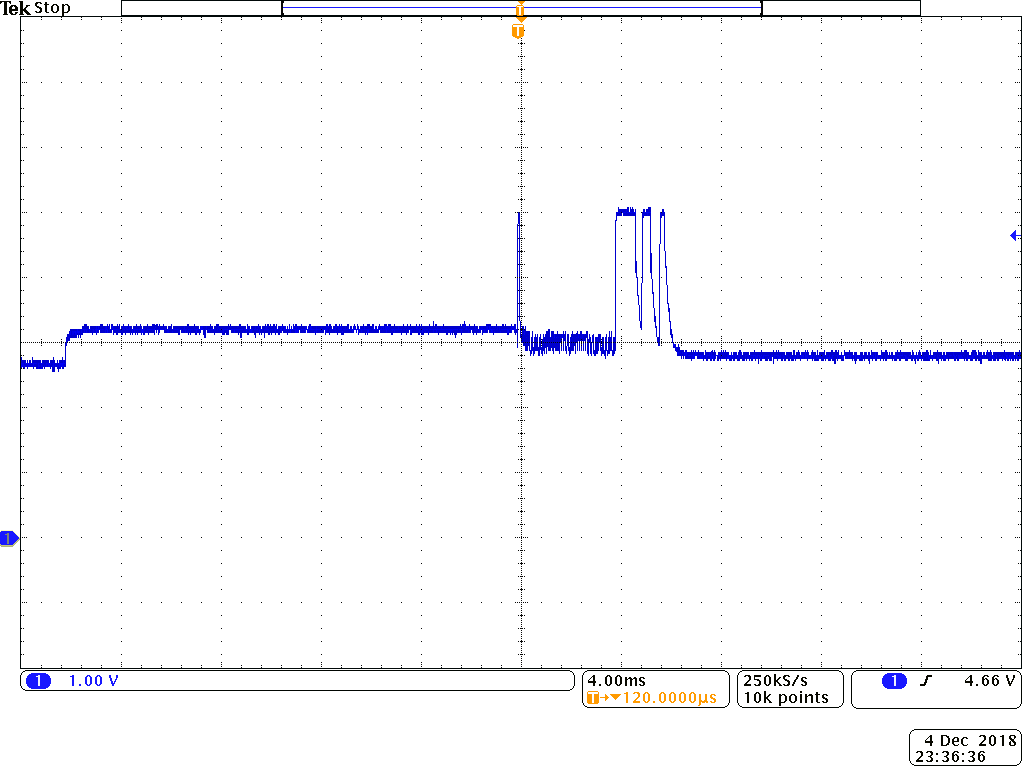 Tek Stop
T
T
1
1 1.00 V
4.00ms
T→▼120.0000µs
250kS/s
10k points
1 4.66 V
4 Dec 2018
23:36:36